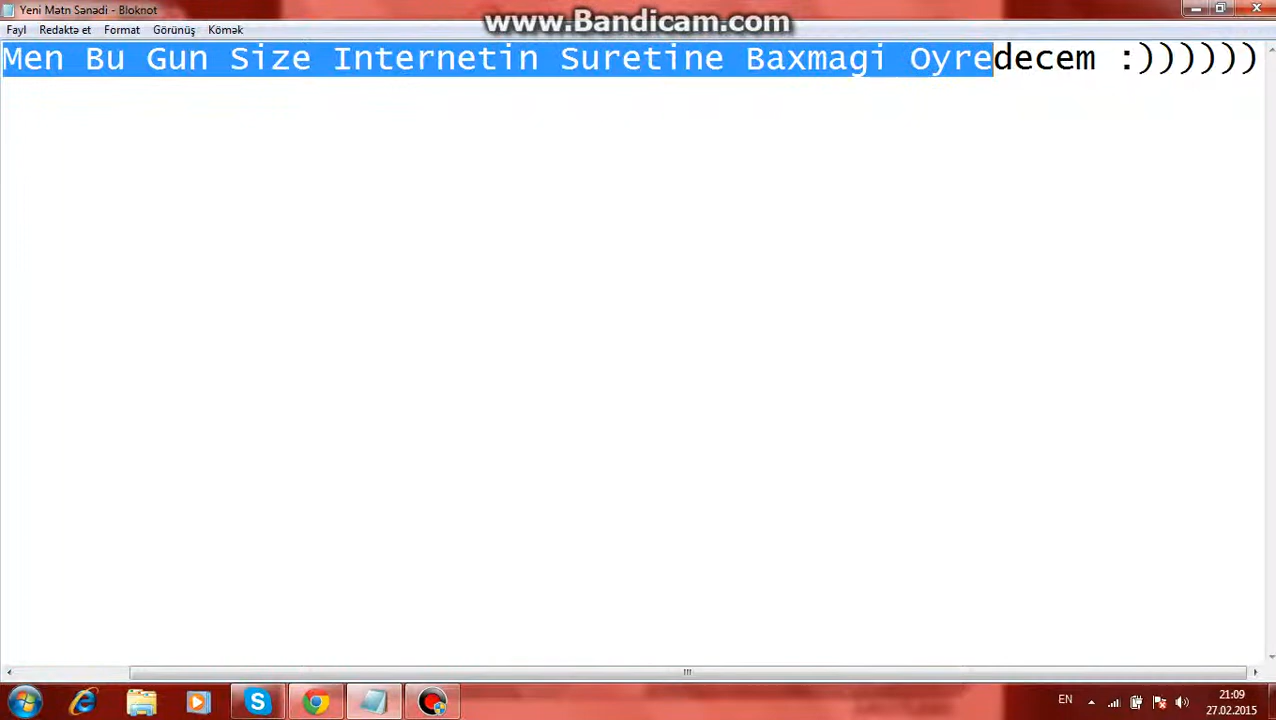 Yeni Mətn Sənədi - Bloknot
www.Bandicam.com
Fayl Redaktə et Format Görünüş Kömək
Men Bu Gun Size Internetin Suretine Baxmagi Oyredecem :))))))
EN
21:09
27.02.2015